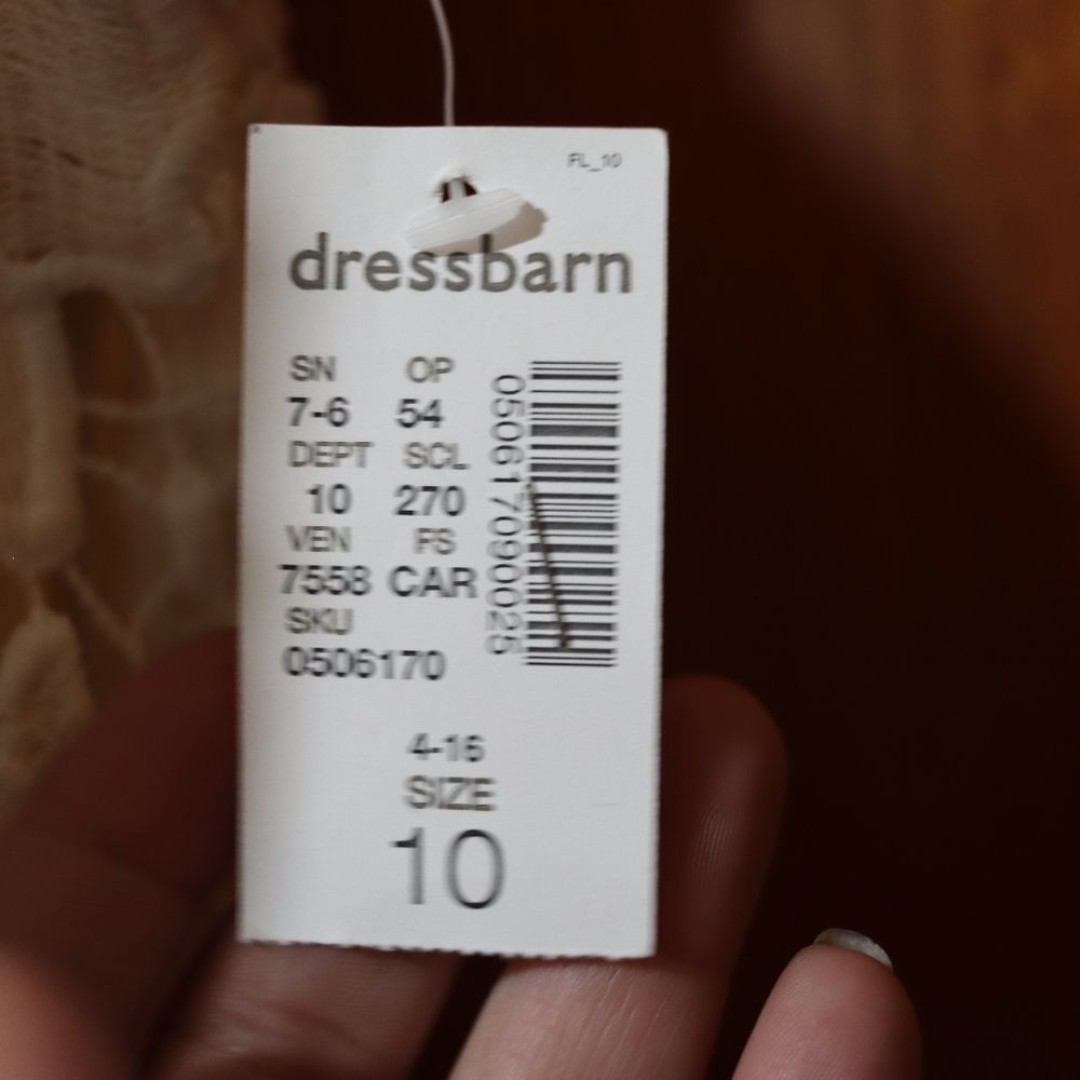 FL_10
dressbarn
SN OP
7-6 54
DEPT SCL
10 270
VEN FS
7558 CAR
SKU
0506170
050617090025
4-16
SIZE
10